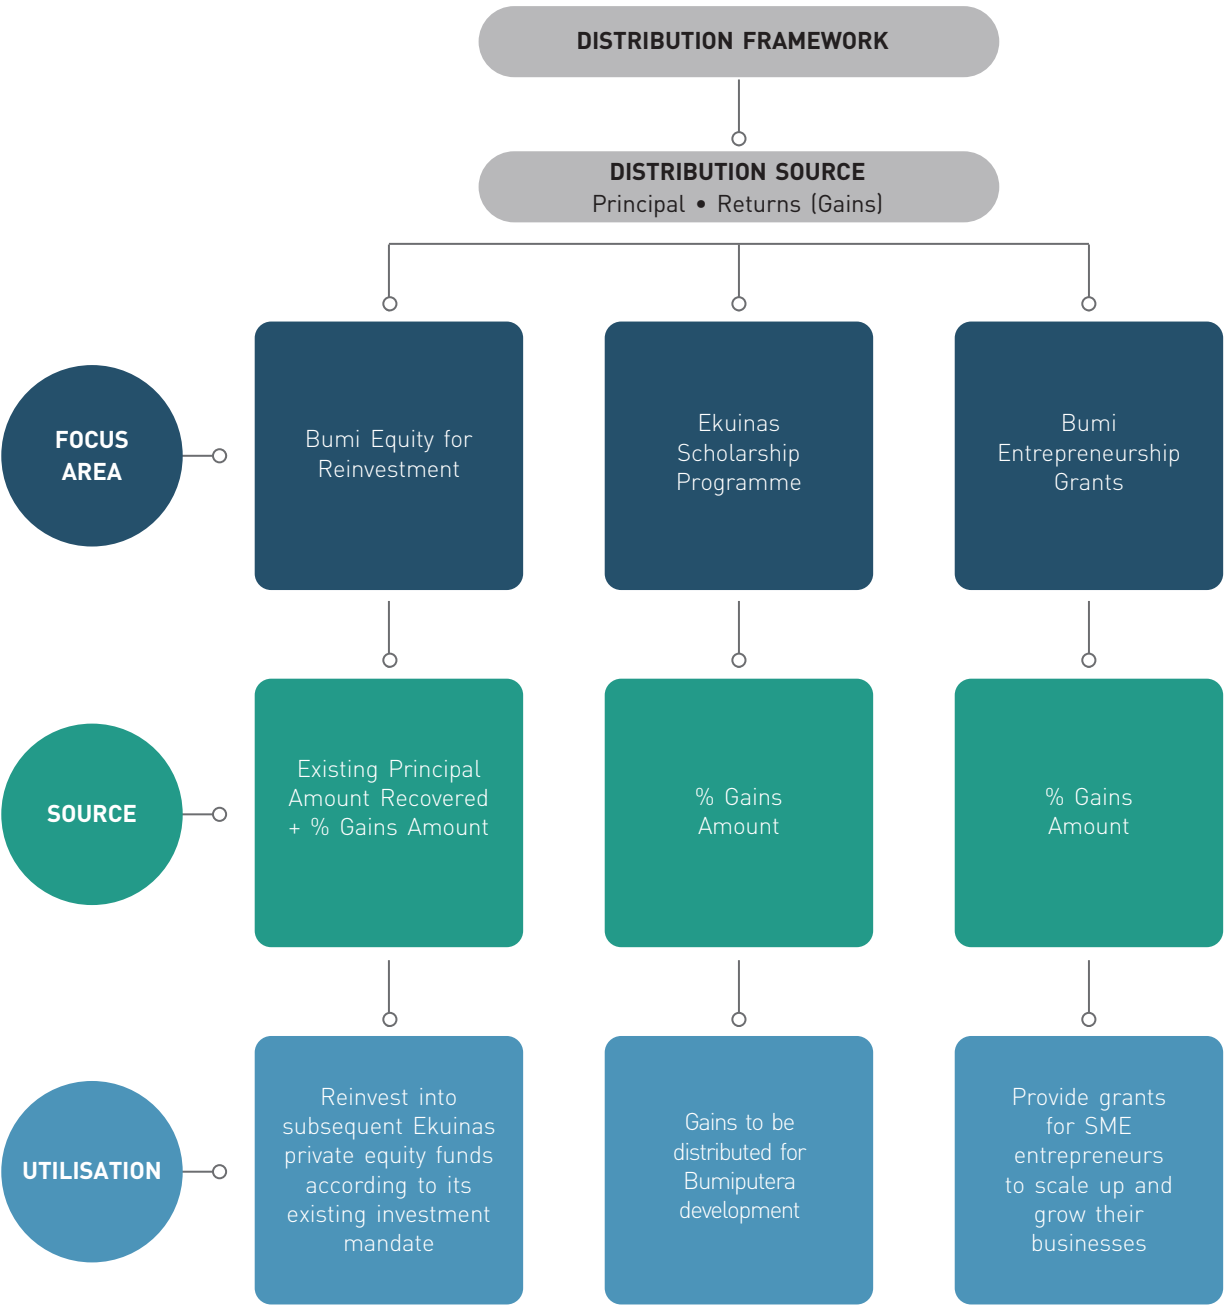 DISTRIBUTION FRAMEWORK
DISTRIBUTION SOURCE
Principal • Returns (Gains)
FOCUS
AREA
Bumi Equity for
Reinvestment
Ekuinas
Scholarship
Programme
Bumi
Entrepreneurship
Grants
SOURCE
Existing Principal
Amount Recovered
+ % Gains Amount
% Gains
Amount
% Gains
Amount
UTILISATION
Reinvest into
subsequent Ekuinas
private equity funds
according to its
existing investment
mandate
Gains to be
distributed for
Bumiputera
development
Provide grants
for SME
entrepreneurs
to scale up and
grow their
businesses